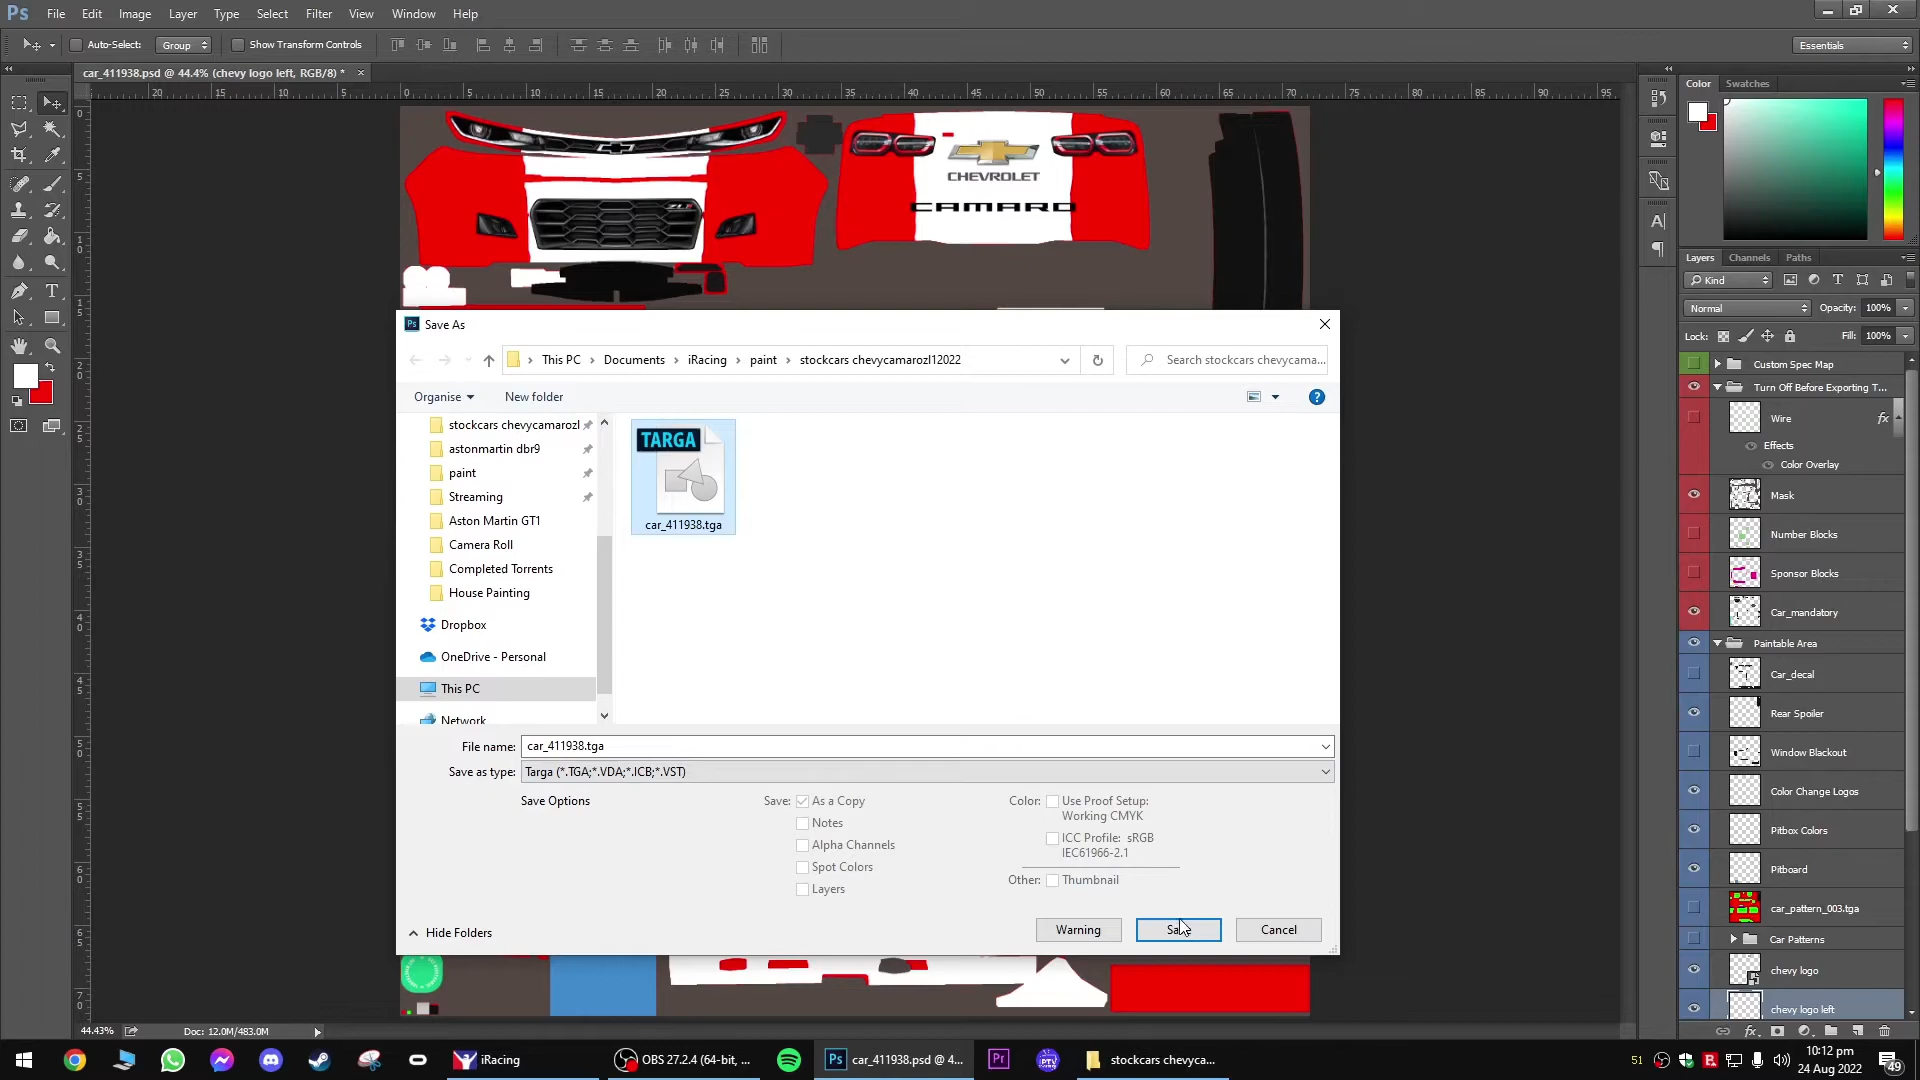 Ps File Edit Image Layer Type Select Filter View Window Help
Auto-Select: Group Show Transform Controls Essentials
car_411938.psd @ 44.4% (chevy logo left, RGB/8) * ×
Color Swatches
CHEVROLET
CAMARO
ZL1
Layers Channels Paths
Kind
Normal Opacity: 100%
Lock: Fill: 100%
Custom Spec Map
Turn Off Before Exporting T...
Wire fx
Effects
Color Overlay
Mask
Number Blocks
Sponsor Blocks
Car_mandatory
Paintable Area
Car_decal
Rear Spoiler
Window Blackout
Color Change Logos
Pitbox Colors
Pitboard
car_pattern_003.tga
Car Patterns
chevy logo
chevy logo left
Ps Save As
This PC > Documents > iRacing > paint > stockcars chevycamarozl12022
Search stockcars chevycama...
Organise New folder
stockcars chevycamarozl
astonmartin dbr9
paint
Streaming
Aston Martin GT1
Camera Roll
Completed Torrents
House Painting
Dropbox
OneDrive - Personal
This PC
Network
TARGA
car_411938.tga
File name: car_411938.tga
Save as type: Targa (*.TGA;*.VDA;*.ICB;*.VST)
Save Options
Save: As a Copy
Notes
Alpha Channels
Spot Colors
Layers
Color: Use Proof Setup:
Working CMYK
ICC Profile: sRGB
IEC61966-2.1
Other: Thumbnail
Hide Folders
Warning Save Cancel
44.43% Doc: 12.0M/483.0M
iRacing
OBS 27.2.4 (64-bit, ...
Ps car_411938.psd @ 4...
Pr
stockcars chevyca...
51
10:12 pm
24 Aug 2022
49